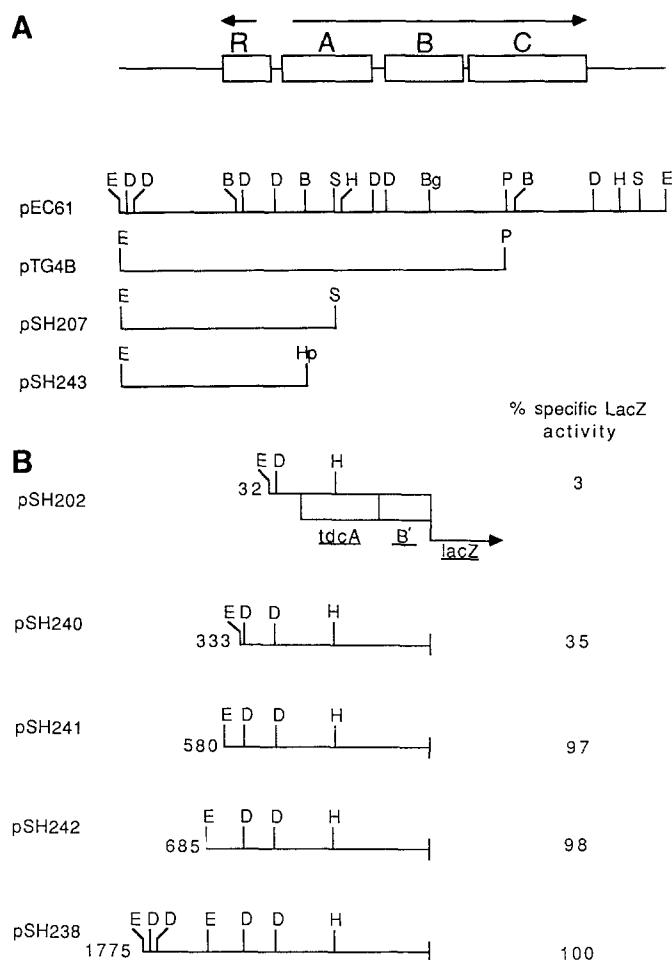 A
R A B C
E D D B D D B S H D D Bg P B D H S E
pEC61
E P
pTG4B
E S
pSH207
E Hp
pSH243
% specific LacZ
activity
B
E D H
pSH202 32 3
tdcA B' lacZ
E D D H
pSH240 333 35
E D D H
pSH241 580 97
E D D H
pSH242 685 98
E D D E D D H
pSH238 1775 100